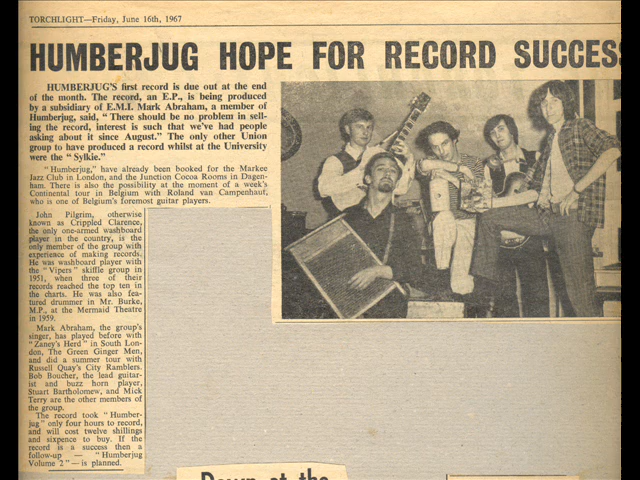 TORCHLIGHT—Friday, June 16th, 1967
HUMBERJUG HOPE FOR RECORD SUCCES
HUMBERJUG'S first record is due out at the end
of the month. The record, an E.P., is being produced
by a subsidiary of E.M.I. Mark Abraham, a member of
Humberjug, said, "There should be no problem in sell-
ing the record, interest is such that we've had people
asking about it since August." The only other Union
group to have produced a record whilst at the University
were the "Sylkie."
"Humberjug," have already been booked for the Markee
Jazz Club in London, and the Junction Cocoa Rooms in Dagen-
ham. There is also the possibility at the moment of a week's
Continental tour in Belgium with Roland van Campenhaut,
who is one of Belgium's foremost guitar players.
John Pilgrim, otherwise
known as Crippled Clarence,
the only one-armed washboard
player in the country, is the
only member of the group with
experience of making records.
He was washboard player with
the "Vipers" skiffle group in
1951, when three of their
records reached the top ten in
the charts. He was also fea-
tured drummer in Mr. Burke,
M.P., at the Mermaid Theatre
in 1959.
Mark Abraham, the group's
singer, has played before with
"Zaney's Herd" in South Lon-
don, The Green Ginger Men,
and did a summer tour with
Russell Quay's City Ramblers.
Bob Boucher, the lead guitar-
ist and buzz horn player,
Stuart Bartholomew, and Mick
Terry are the other members of
the group.
The record took "Humber-
jug" only four hours to record,
and will cost twelve shillings
and sixpence to buy. If the
record is a success then a
follow-up — "Humberjug
Volume 2" — is planned.
Down at the